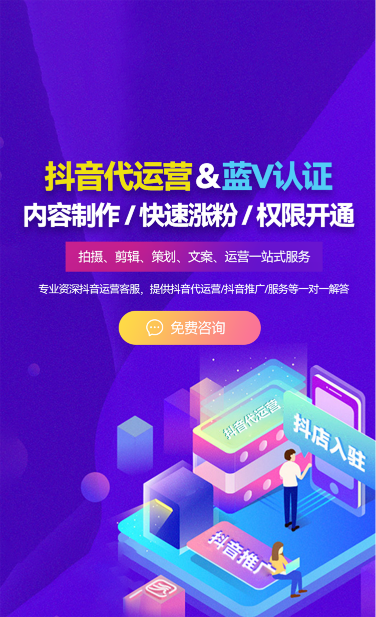 抖音代运营&蓝V认证
内容制作/快速涨粉/权限开通
拍摄、剪辑、策划、文案、运营一站式服务
专业资深抖音运营客服，提供抖音代运营/抖音推广/服务等一对一解答
免费咨询
抖音代运营
抖店入驻
抖音推广